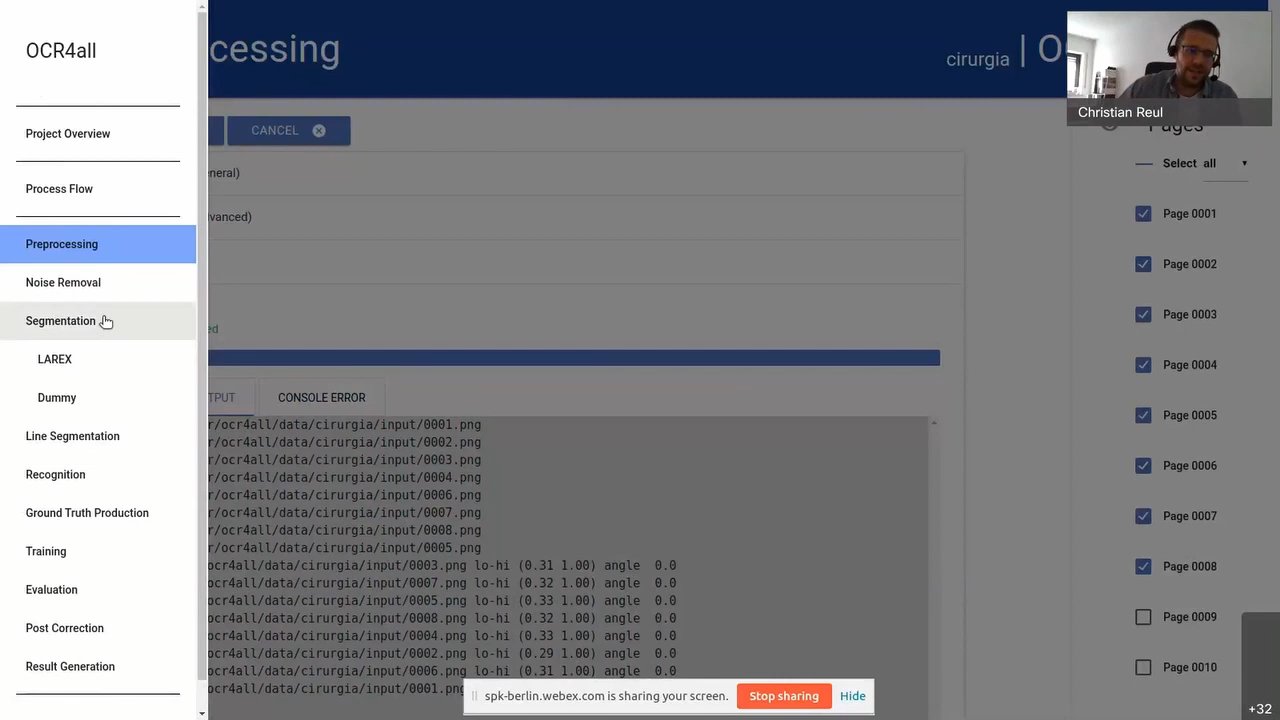 OCR4all
Project Overview
Process Flow
Preprocessing
Noise Removal
Segmentation
LAREX
Dummy
Line Segmentation
Recognition
Ground Truth Production
Training
Evaluation
Post Correction
Result Generation
cessing
cirurgia | O
Christian Reul
CANCEL
eneral)
dvanced)
ed
TPUT
CONSOLE ERROR
r/ocr4all/data/cirurgia/input/0001.png
r/ocr4all/data/cirurgia/input/0002.png
r/ocr4all/data/cirurgia/input/0003.png
r/ocr4all/data/cirurgia/input/0004.png
r/ocr4all/data/cirurgia/input/0006.png
r/ocr4all/data/cirurgia/input/0007.png
r/ocr4all/data/cirurgia/input/0008.png
r/ocr4all/data/cirurgia/input/0005.png
ocr4all/data/cirurgia/input/0003.png lo-hi (0.31 1.00) angle 0.0
ocr4all/data/cirurgia/input/0007.png lo-hi (0.32 1.00) angle 0.0
ocr4all/data/cirurgia/input/0005.png lo-hi (0.33 1.00) angle 0.0
ocr4all/data/cirurgia/input/0008.png lo-hi (0.32 1.00) angle 0.0
ocr4all/data/cirurgia/input/0004.png lo-hi (0.33 1.00) angle 0.0
ocr4all/data/cirurgia/input/0002.png lo-hi (0.29 1.00) angle 0.0
ocr4all/data/cirurgia/input/0006.png lo-hi (0.31 1.00) angle 0.0
ocr4all/data/cirurgia/input/0001.png
Pages
Select all
Page 0001
Page 0002
Page 0003
Page 0004
Page 0005
Page 0006
Page 0007
Page 0008
Page 0009
Page 0010
spk-berlin.webex.com is sharing your screen.
Stop sharing
Hide
+32